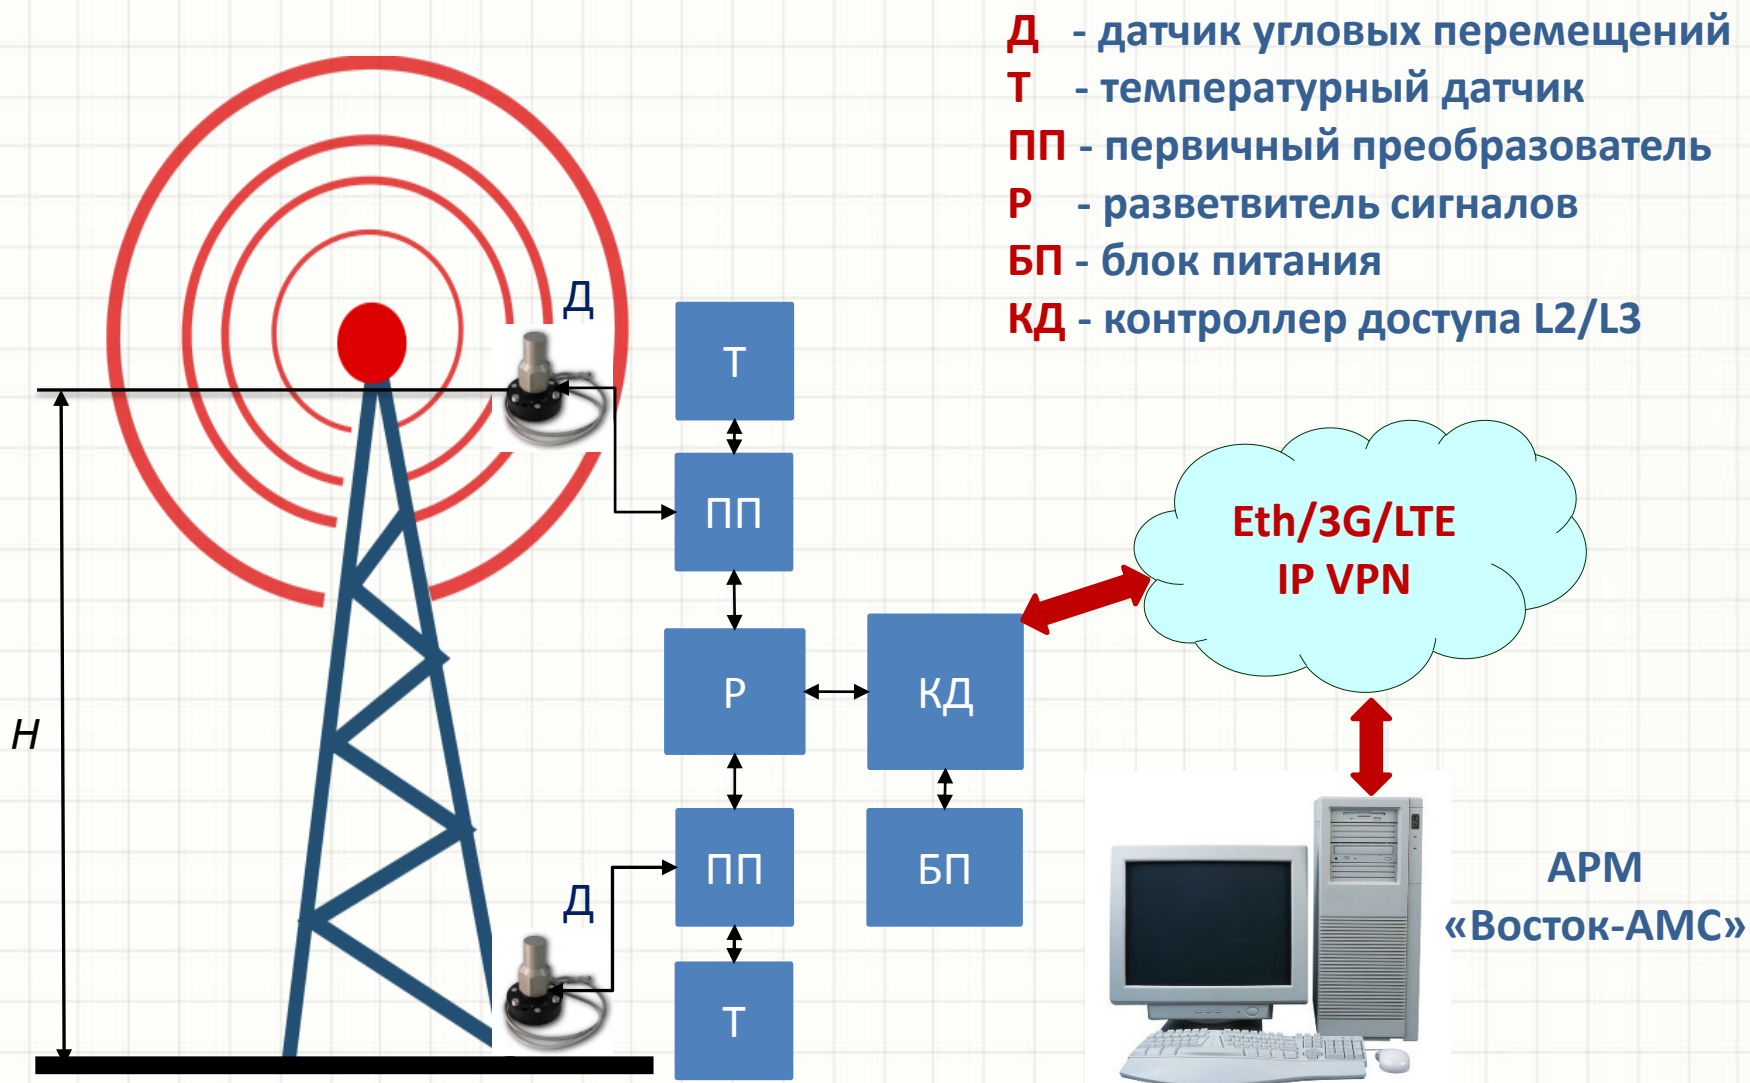 Д - датчик угловых перемещений
Т - температурный датчик
ПП - первичный преобразователь
Р - разветвитель сигналов
БП - блок питания
КД - контроллер доступа L2/L3
Д
Т
ПП
Eth/3G/LTE
IP VPN
Р
КД
H
ПП
БП
Д
АРМ
«Восток-АМС»
Т